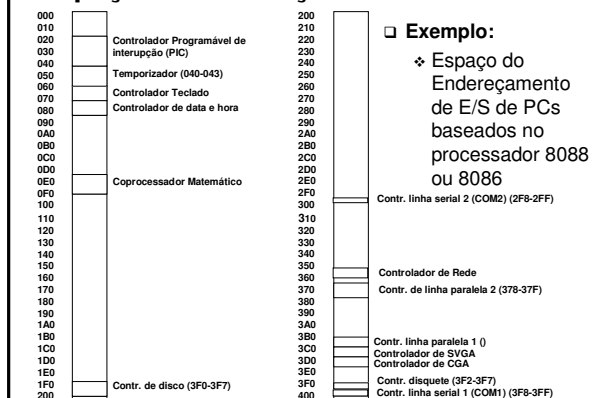 000
010
020
030
040
050
060
070
080
090
0A0
0B0
0C0
0D0
0E0
0F0
100
110
120
130
140
150
160
170
180
190
1A0
1B0
1C0
1D0
1E0
1F0
200
Controlador Programável de
interupção (PIC)
Temporizador (040-043)
Controlador Teclado
Controlador de data e hora
Coprocessador Matemático
Contr. de disco (3F0-3F7)
200
210
220
230
240
250
260
270
280
290
2A0
2B0
2C0
2D0
2E0
2F0
300
310
320
330
340
350
360
370
380
390
3A0
3B0
3C0
3D0
3E0
3F0
400
Contr. linha serial 2 (COM2) (2F8-2FF)
Controlador de Rede
Contr. de linha paralela 2 (378-37F)
Contr. linha paralela 1 ()
Controlador de SVGA
Controlador de CGA
Contr. disquete (3F2-3F7)
Contr. linha serial 1 (COM1) (3F8-3FF)
❑ Exemplo:
❖ Espaço do
Endereçamento
de E/S de PCs
baseados no
processador 8088
ou 8086